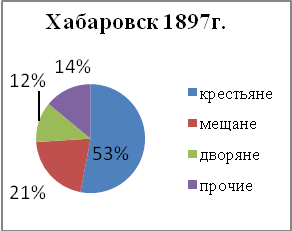 Хабаровск 1897г.
14%
12%
53%
21%
крестьяне
мещане
дворяне
прочие